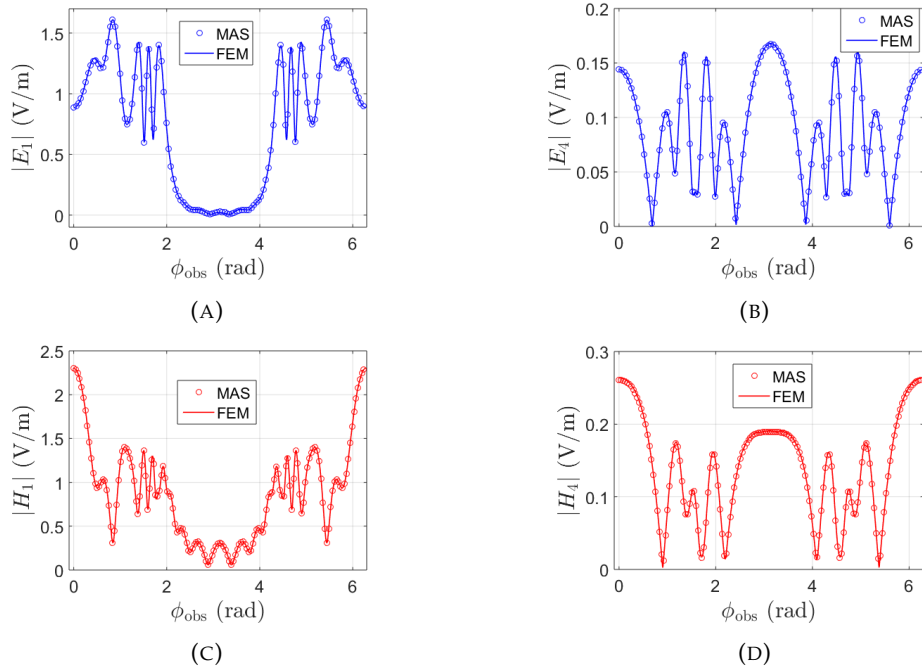 |E₁| (V/m)
1.5
1
0.5
0
0 2 4 6
MAS
FEM
ϕobs (rad)
(A)
|E₄| (V/m)
0.2
0.15
0.1
0.05
0
0 2 4 6
MAS
FEM
ϕobs (rad)
(B)
|H₁| (V/m)
2.5
2
1.5
1
0.5
0
0 2 4 6
MAS
FEM
ϕobs (rad)
(C)
|H₄| (V/m)
0.3
0.2
0.1
0
0 2 4 6
MAS
FEM
ϕobs (rad)
(D)